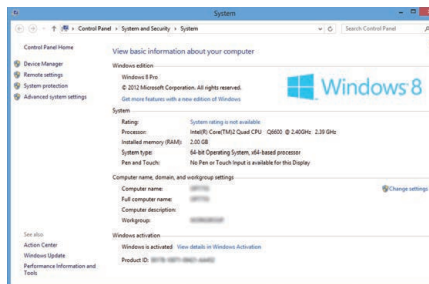 System
Control Panel System and Security System
Search Control Panel
Control Panel Home
Device Manager
Remote settings
System protection
Advanced system settings
View basic information about your computer
Windows edition
Windows 8 Pro
© 2012 Microsoft Corporation. All rights reserved.
Get more features with a new edition of Windows
Windows 8
System
Rating: System rating is not available
Processor: Intel(R) Core(TM)2 Quad CPU Q6600 @ 2.40GHz 2.39 GHz
Installed memory (RAM): 2.00 GB
System type: 64-bit Operating System, x64-based processor
Pen and Touch: No Pen or Touch Input is available for this Display
Computer name, domain, and workgroup settings
Computer name:
Change settings
Full computer name:
Computer description:
Workgroup:
Windows activation
Windows is activated View details in Windows Activation
Product ID:
See also
Action Center
Windows Update
Performance Information and
Tools